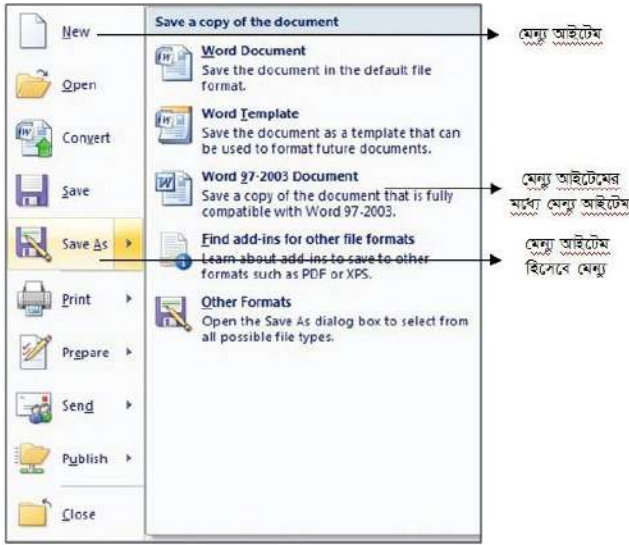 New
Open
Convert
Save
Save As
Print
Prepare
Send
Publish
Close
Save a copy of the document
Word Document
Save the document in the default file
format.
Word Template
Save the document as a template that can
be used to format future documents.
Word 97-2003 Document
Save a copy of the document that is fully
compatible with Word 97-2003.
Find add-ins for other file formats
Learn about add-ins to save to other
formats such as PDF or XPS.
Other Formats
Open the Save As dialog box to select from
all possible file types.
মেন্যু আইটেম
মেন্যু আইটেমের
মধ্যে মেন্যু আইটেম
মেন্যু আইটেম
হিসেবে মেন্যু